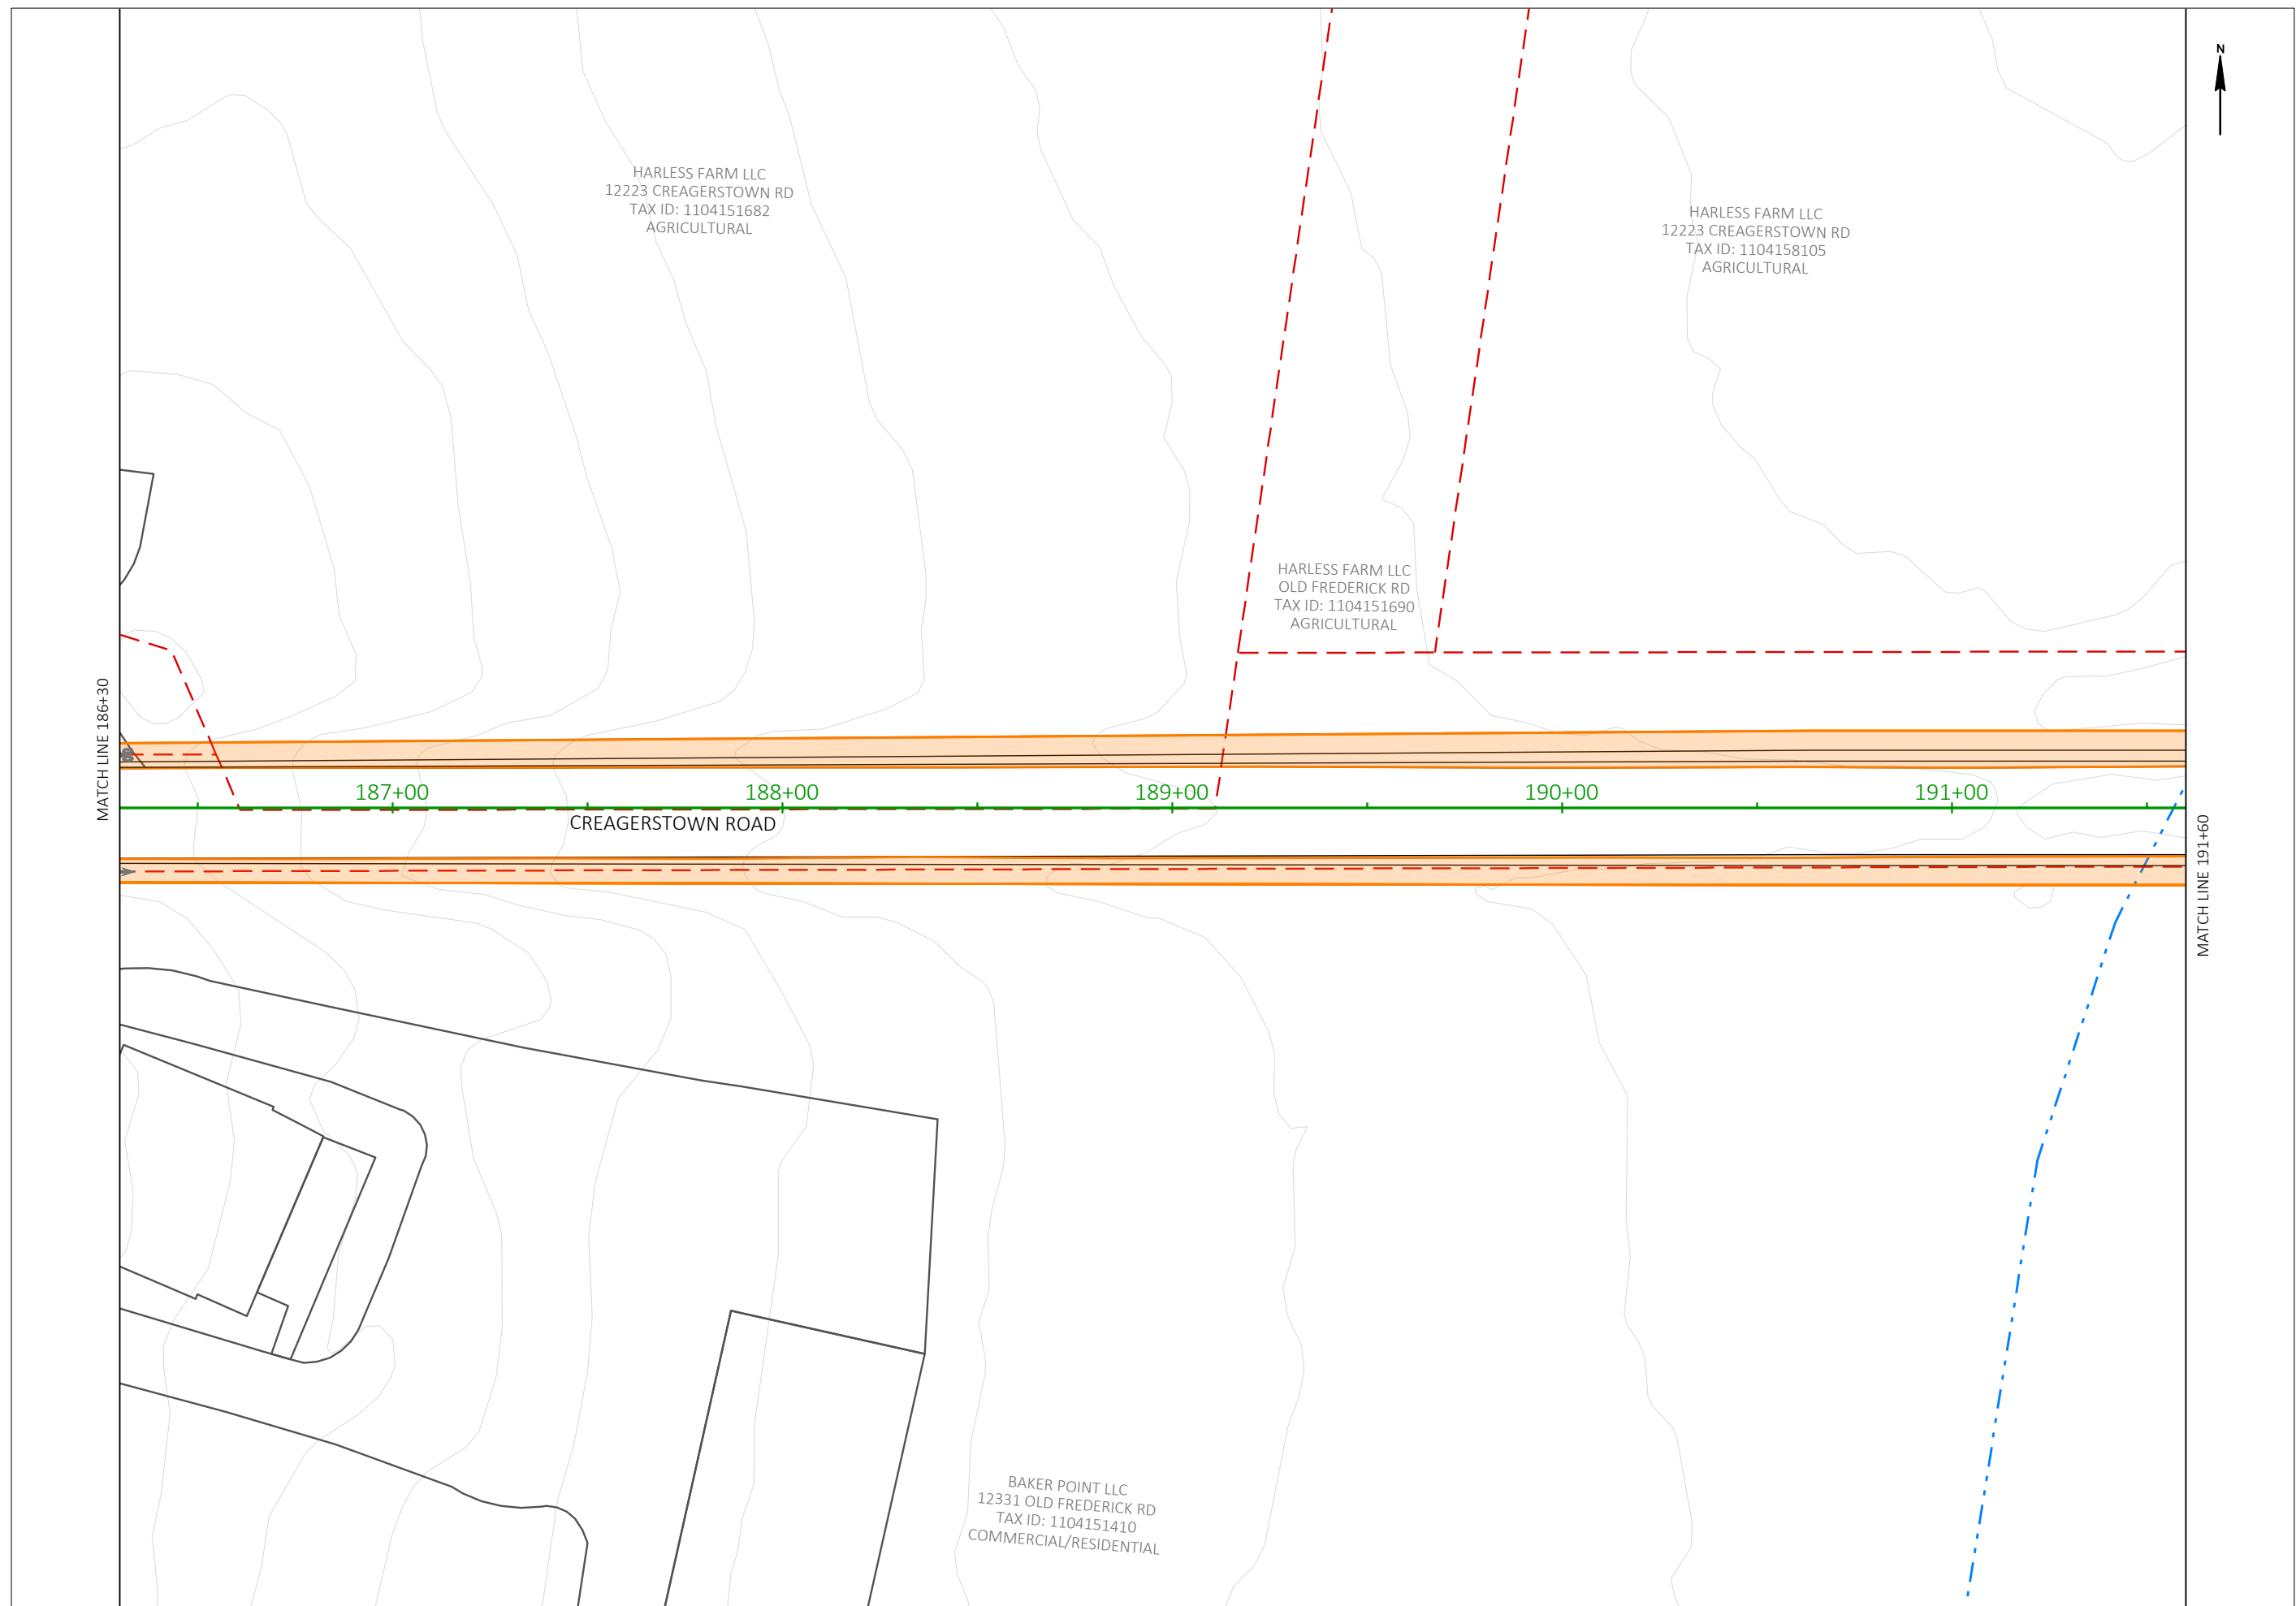 N
HARLESS FARM LLC
12223 CREAGERSTOWN RD
TAX ID: 1104151682
AGRICULTURAL
HARLESS FARM LLC
12223 CREAGERSTOWN RD
TAX ID: 1104158105
AGRICULTURAL
HARLESS FARM LLC
OLD FREDERICK RD
TAX ID: 1104151690
AGRICULTURAL
MATCH LINE 186+30
187+00
188+00
189+00
190+00
191+00
CREAGERSTOWN ROAD
MATCH LINE 191+60
BAKER POINT LLC
12331 OLD FREDERICK RD
TAX ID: 1104151410
COMMERCIAL/RESIDENTIAL